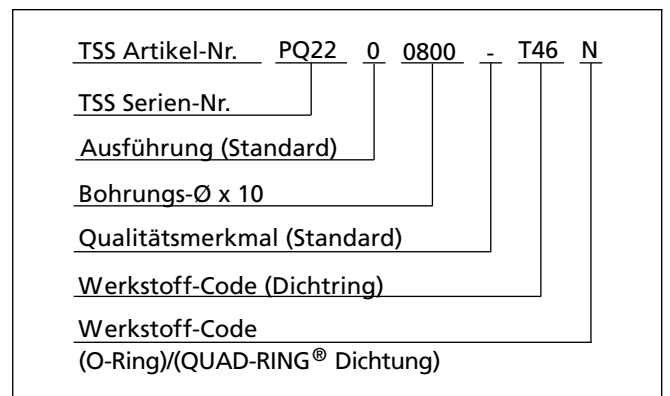 TSS Artikel-Nr. PQ22 0 0800 - T46 N
TSS Serien-Nr.
Ausführung (Standard)
Bohrungs-Ø x 10
Qualitätsmerkmal (Standard)
Werkstoff-Code (Dichtring)
Werkstoff-Code
(O-Ring)/(QUAD-RING® Dichtung)